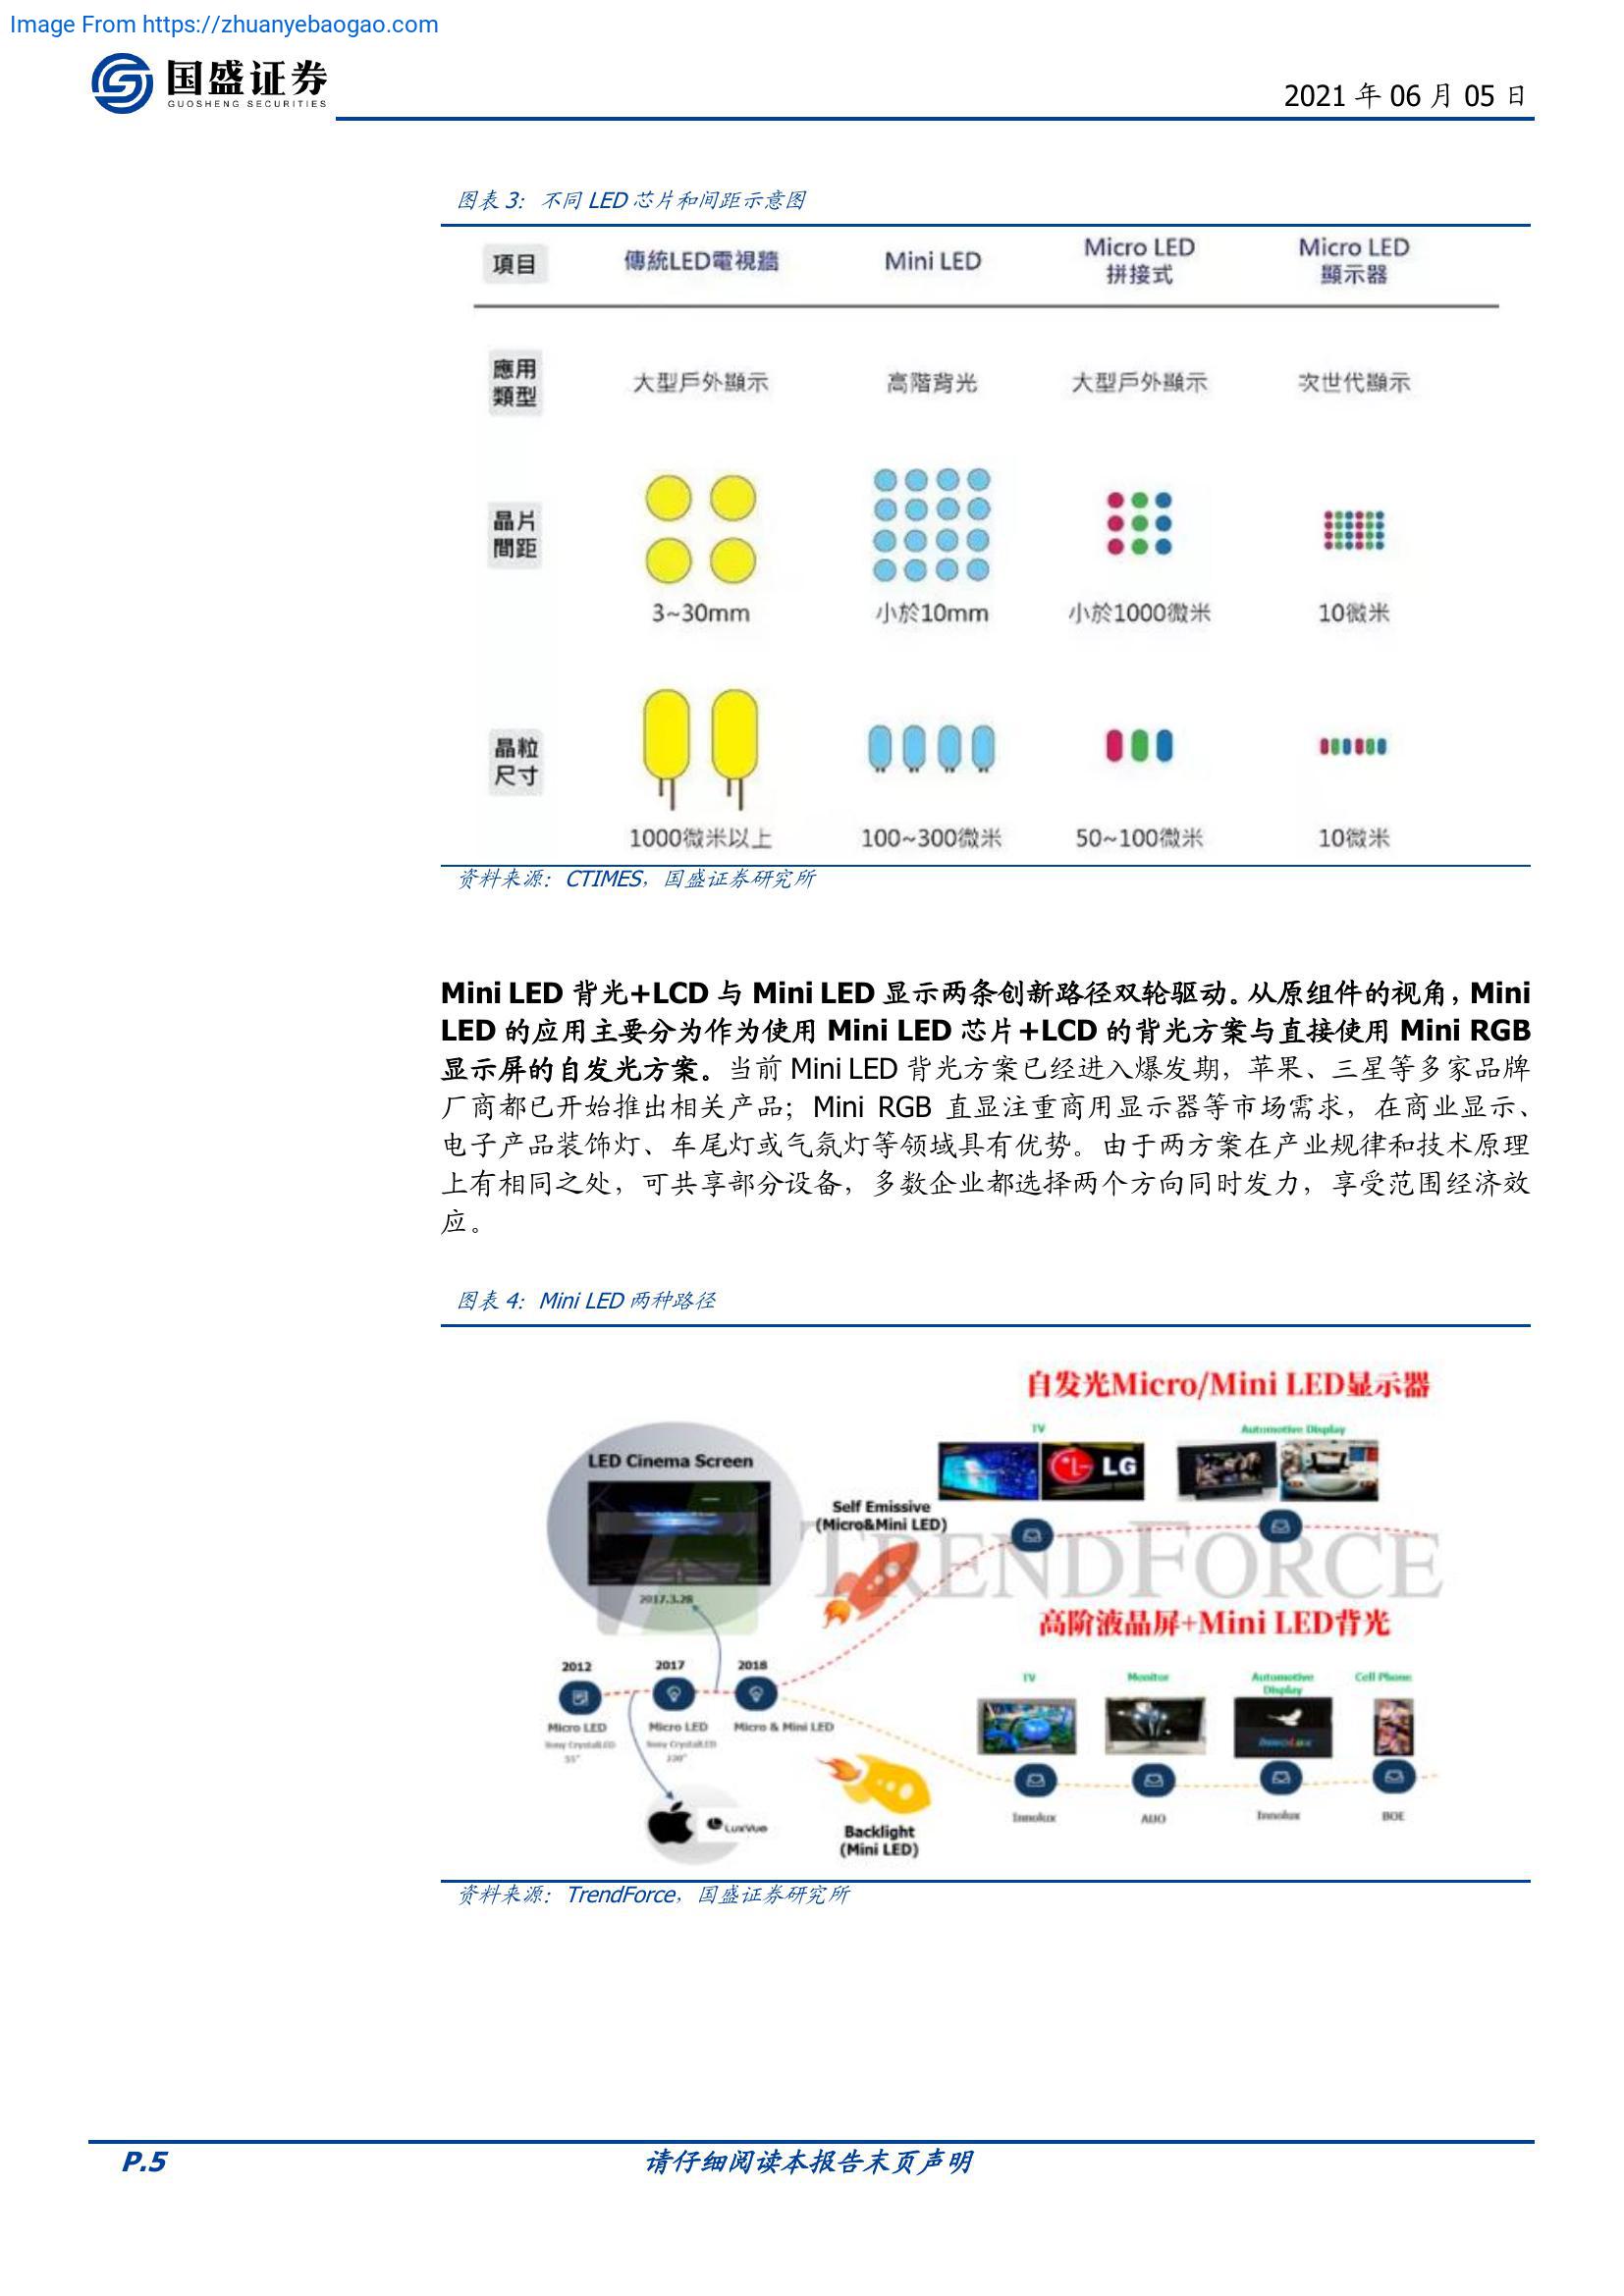 Image From https://zhuanyebaogao.com
国盛证券
GUOSHENG SECURITIES
2021 年 06 月 05 日
图表 3：不同 LED 芯片和间距示意图
項目
傳統LED電視牆
Mini LED
Micro LED
拼接式
Micro LED
顯示器
應用
類型
大型戶外顯示
高階背光
大型戶外顯示
次世代顯示
晶片
間距
3~30mm
小於10mm
小於1000微米
10微米
晶粒
尺寸
1000微米以上
100~300微米
50~100微米
10微米
资料来源：CTIMES，国盛证券研究所
Mini LED 背光+LCD 与 Mini LED 显示两条创新路径双轮驱动。从原组件的视角，Mini
LED 的应用主要分为作为使用 Mini LED 芯片+LCD 的背光方案与直接使用 Mini RGB
显示屏的自发光方案。当前 Mini LED 背光方案已经进入爆发期，苹果、三星等多家品牌
厂商都已开始推出相关产品；Mini RGB 直显注重商用显示器等市场需求，在商业显示、
电子产品装饰灯、车尾灯或气氛灯等领域具有优势。由于两方案在产业规律和技术原理
上有相同之处，可共享部分设备，多数企业都选择两个方向同时发力，享受范围经济效
应。
图表 4：Mini LED 两种路径
自发光Micro/Mini LED显示器
TV
Automotive Display
LED Cinema Screen
LG
Self Emissive
(Micro&Mini LED)
TRENDFORCE
2017.3.28
高阶液晶屏+Mini LED背光
2012
2017
2018
TV
Monitor
Automotive
Display
Cell Phone
Innolux
Micro LED
Sony CrystalLED
55"
Micro LED
Sony CrystalLED
220"
Micro & Mini LED
LuxVue
Backlight
(Mini LED)
Innolux
AUO
Innolux
BOE
资料来源：TrendForce，国盛证券研究所
P.5
请仔细阅读本报告末页声明